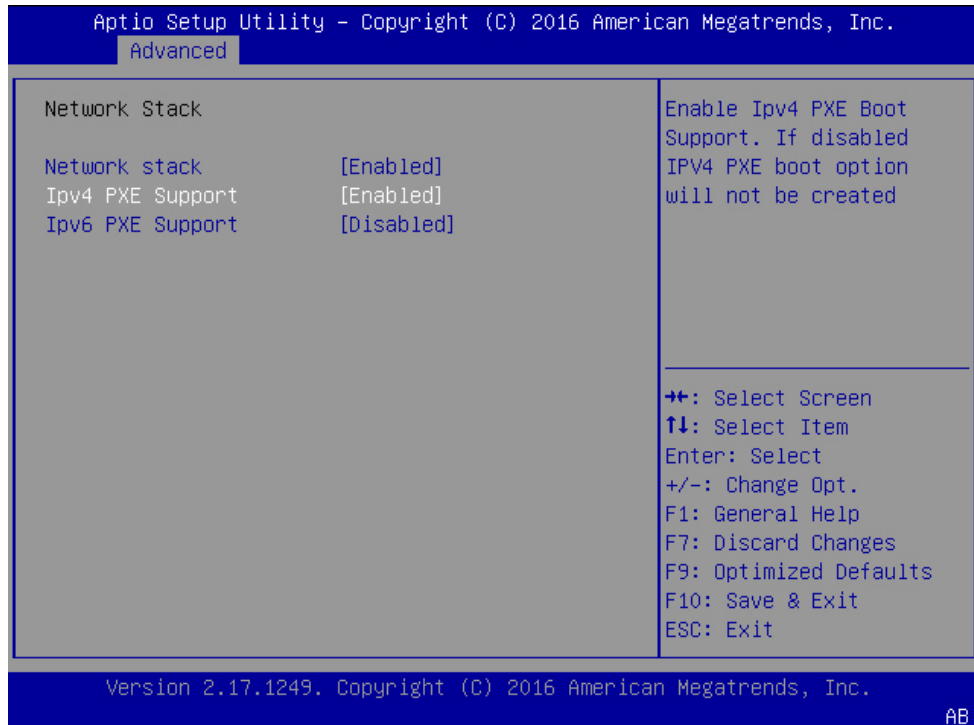 Aptio Setup Utility – Copyright (C) 2016 American Megatrends, Inc.
Advanced
Network Stack
Network stack [Enabled]
Ipv4 PXE Support [Enabled]
Ipv6 PXE Support [Disabled]
Enable Ipv4 PXE Boot
Support. If disabled
IPV4 PXE boot option
will not be created
→←: Select Screen
↑↓: Select Item
Enter: Select
+/-: Change Opt.
F1: General Help
F7: Discard Changes
F9: Optimized Defaults
F10: Save & Exit
ESC: Exit
Version 2.17.1249. Copyright (C) 2016 American Megatrends, Inc.
AB